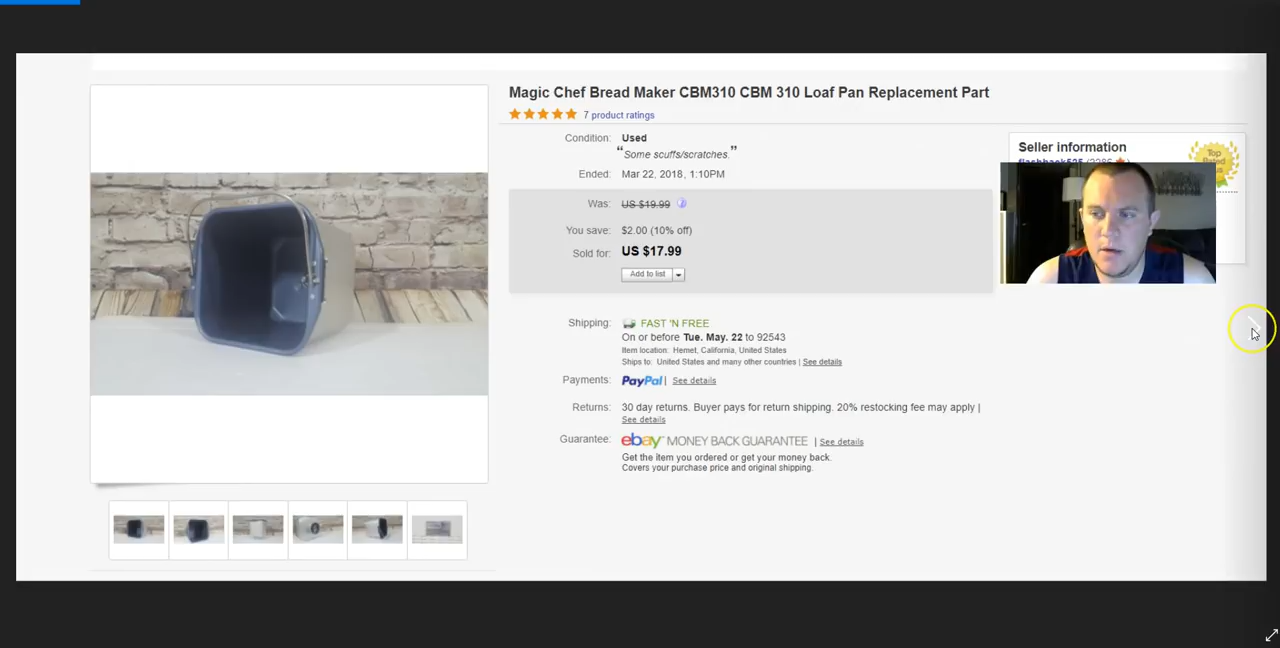 Magic Chef Bread Maker CBM310 CBM 310 Loaf Pan Replacement Part
7 product ratings
Condition: Used
“Some scuffs/scratches.”
Ended: Mar 22, 2018, 1:10PM
Was: US $19.99
You save: $2.00 (10% off)
Sold for: US $17.99
Add to list
Shipping: FAST 'N FREE
On or before Tue. May. 22 to 92543
Item location: Hemet, California, United States
Ships to: United States and many other countries | See details
Payments: PayPal | See details
Returns: 30 day returns. Buyer pays for return shipping. 20% restocking fee may apply |
See details
Guarantee: ebay MONEY BACK GUARANTEE | See details
Get the item you ordered or get your money back.
Covers your purchase price and original shipping.
Seller information
Top
Rated